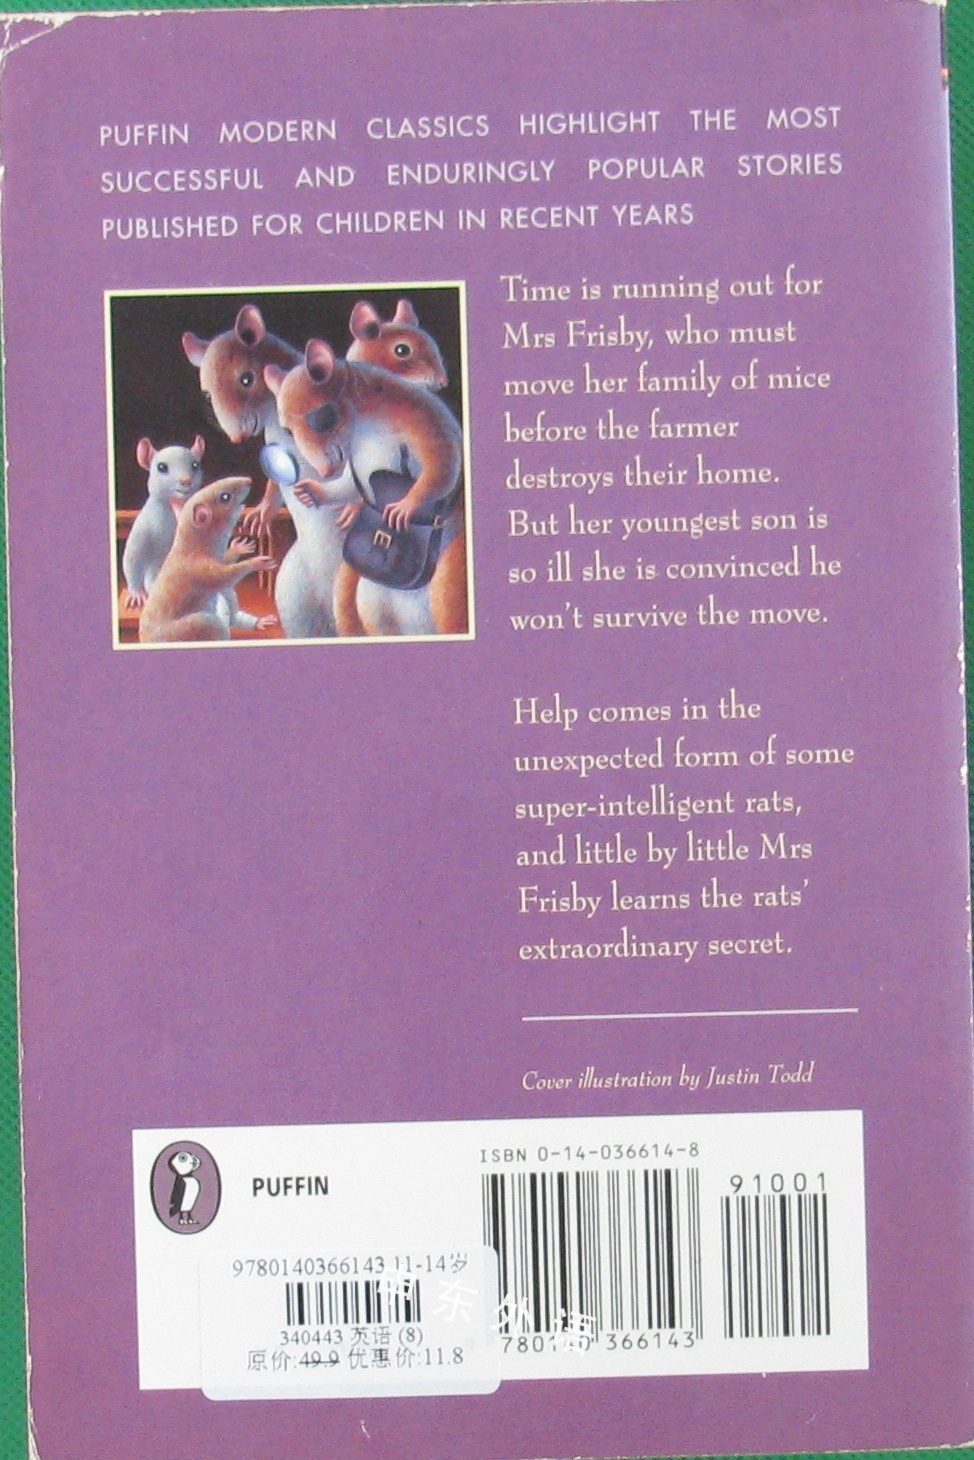 PUFFIN MODERN CLASSICS HIGHLIGHT THE MOST
SUCCESSFUL AND ENDURINGLY POPULAR STORIES
PUBLISHED FOR CHILDREN IN RECENT YEARS
Time is running out for
Mrs Frisby, who must
move her family of mice
before the farmer
destroys their home.
But her youngest son is
so ill she is convinced he
won't survive the move.
Help comes in the
unexpected form of some
super-intelligent rats,
and little by little Mrs
Frisby learns the rats'
extraordinary secret.
Cover illustration by Justin Todd
PUFFIN
ISBN 0-14-036614-8
91001
9780140366143 11-14岁
340443 英语 (8)
原价:49.9 优惠价:11.8
东外语
366143